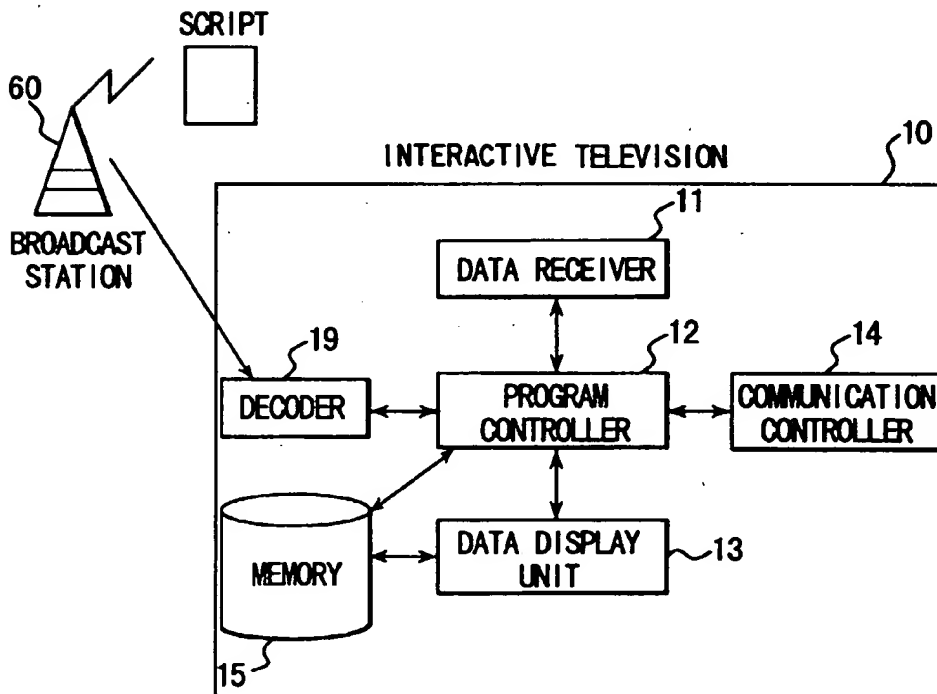 SCRIPT
60
BROADCAST
STATION
INTERACTIVE TELEVISION
10
11
DATA RECEIVER
19
DECODER
12
PROGRAM
CONTROLLER
14
COMMUNICATION
CONTROLLER
MEMORY
15
DATA DISPLAY
UNIT
13